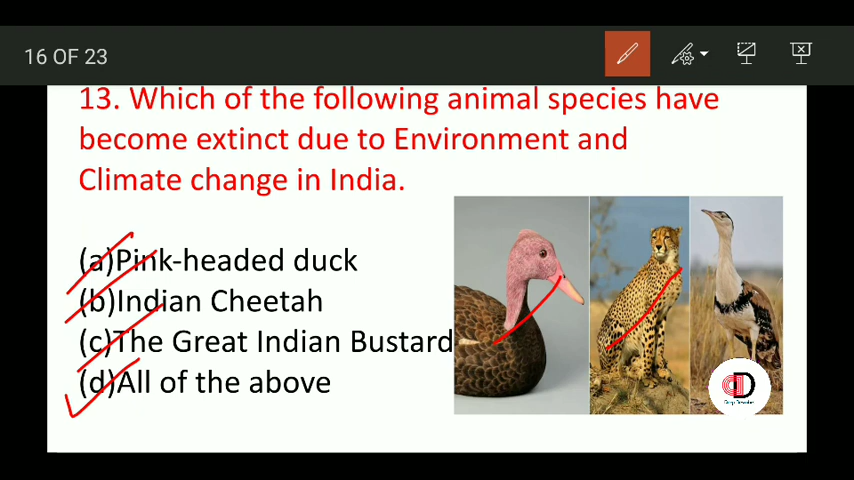 16 OF 23
13. Which of the following animal species have
become extinct due to Environment and
Climate change in India.
(a)Pink-headed duck
(b)Indian Cheetah
(c)The Great Indian Bustard
(d)All of the above